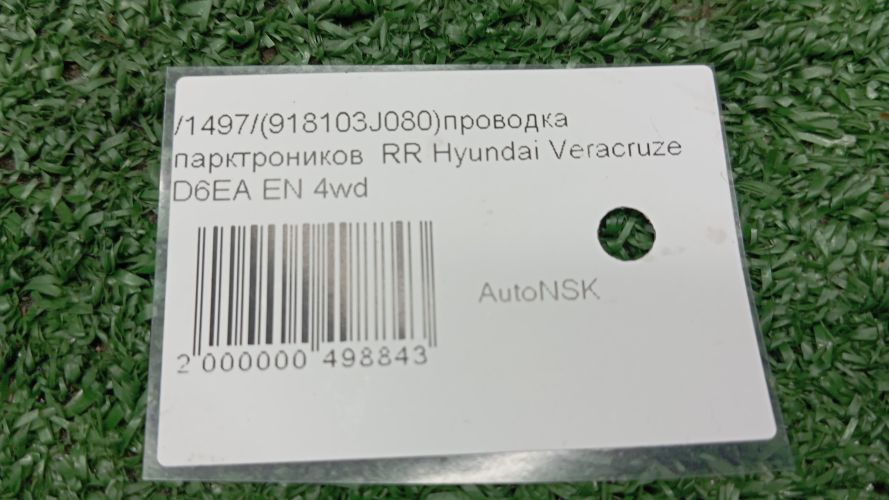 /1497/(918103J080)проводка
парктроников RR Hyundai Veracruze
D6EA EN 4wd
AutoNSK
2 000000 498843